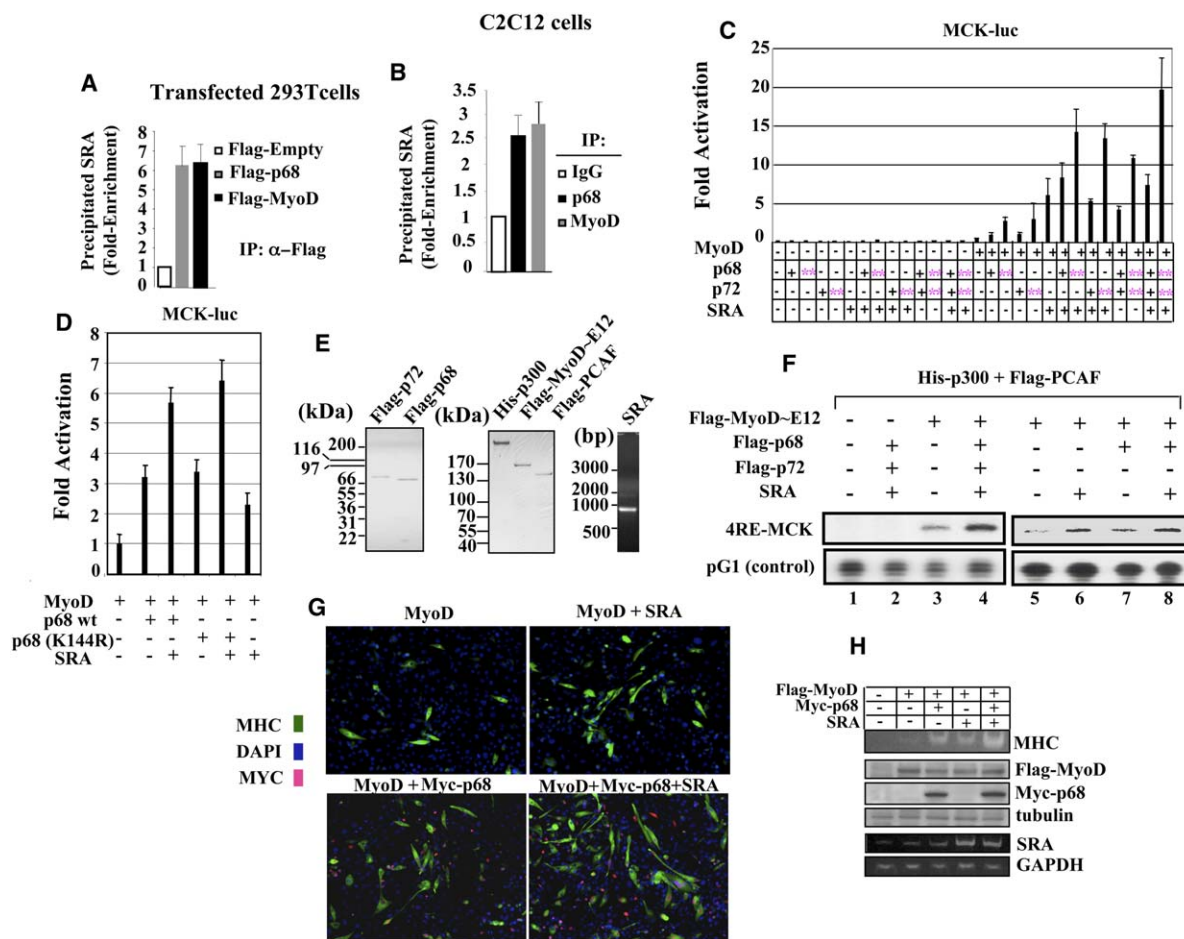 C2C12 cells
A
Transfected 293Tcells
Precipitated SRA
(Fold-Enrichment)
8
7
6
5
4
3
2
1
0
Flag-Empty
Flag-p68
Flag-MyoD
IP: α–Flag
B
Precipitated SRA
(Fold-Enrichment)
3.5
3
2.5
2
1.5
1
0.5
0
IP:
IgG
p68
MyoD
C
MCK-luc
Fold Activation
25
20
15
10
5
0
MyoD
p68
p72
SRA
D
MCK-luc
Fold Activation
8
7
6
5
4
3
2
1
0
MyoD + + + + + +
p68 wt - + + - - -
p68 (K144R) - - - + + -
SRA - - + - + +
E
(kDa)
Flag-p72
Flag-p68
200
116
97
66
55
36
31
22
(kDa)
His-p300
Flag-MyoD~E12
Flag-PCAF
170
130
100
70
55
40
(bp)
SRA
3000
2000
1000
500
F
His-p300 + Flag-PCAF
Flag-MyoD~E12 - - + + + + + +
Flag-p68 - + - + - - + +
Flag-p72 - + - +
SRA - + - + - + - +
4RE-MCK
pG1 (control)
1 2 3 4 5 6 7 8
G
MyoD
MyoD + SRA
MHC
DAPI
MYC
MyoD + Myc-p68
MyoD+Myc-p68+SRA
H
Flag-MyoD - + + + +
Myc-p68 - - + - +
SRA - - - + +
MHC
Flag-MyoD
Myc-p68
tubulin
SRA
GAPDH